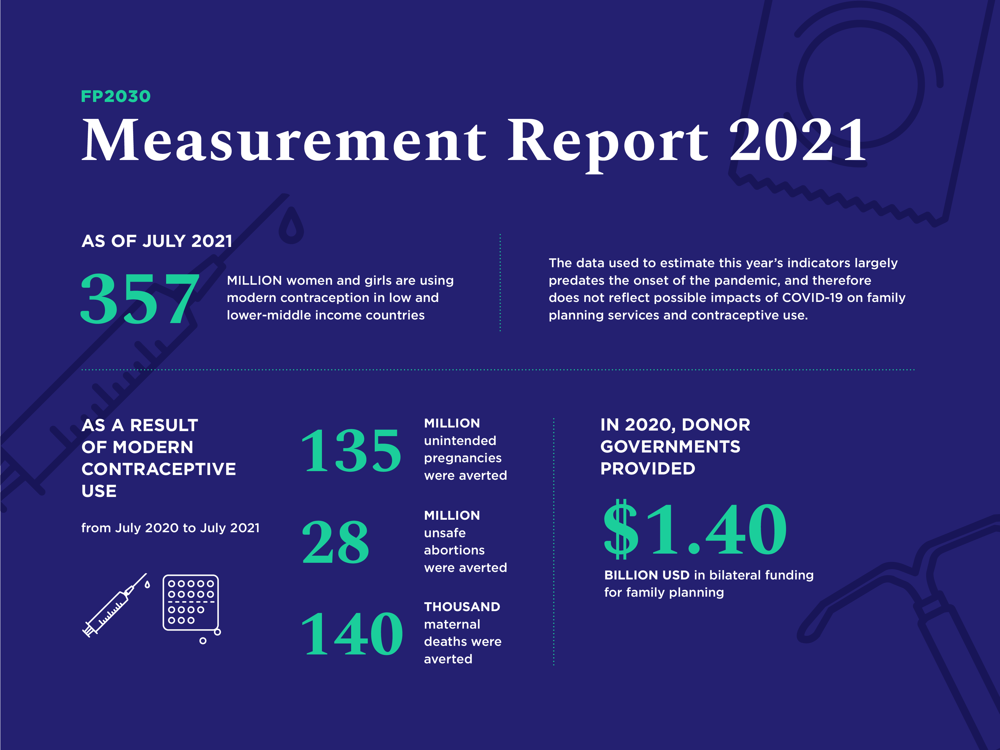 FP2030
Measurement Report 2021
AS OF JULY 2021
357
MILLION women and girls are using
modern contraception in low and
lower-middle income countries
The data used to estimate this year’s indicators largely
predates the onset of the pandemic, and therefore
does not reflect possible impacts of COVID-19 on family
planning services and contraceptive use.
AS A RESULT
OF MODERN
CONTRACEPTIVE
USE
from July 2020 to July 2021
135
MILLION
unintended
pregnancies
were averted
28
MILLION
unsafe
abortions
were averted
140
THOUSAND
maternal
deaths were
averted
IN 2020, DONOR
GOVERNMENTS
PROVIDED
$1.40
BILLION USD in bilateral funding
for family planning